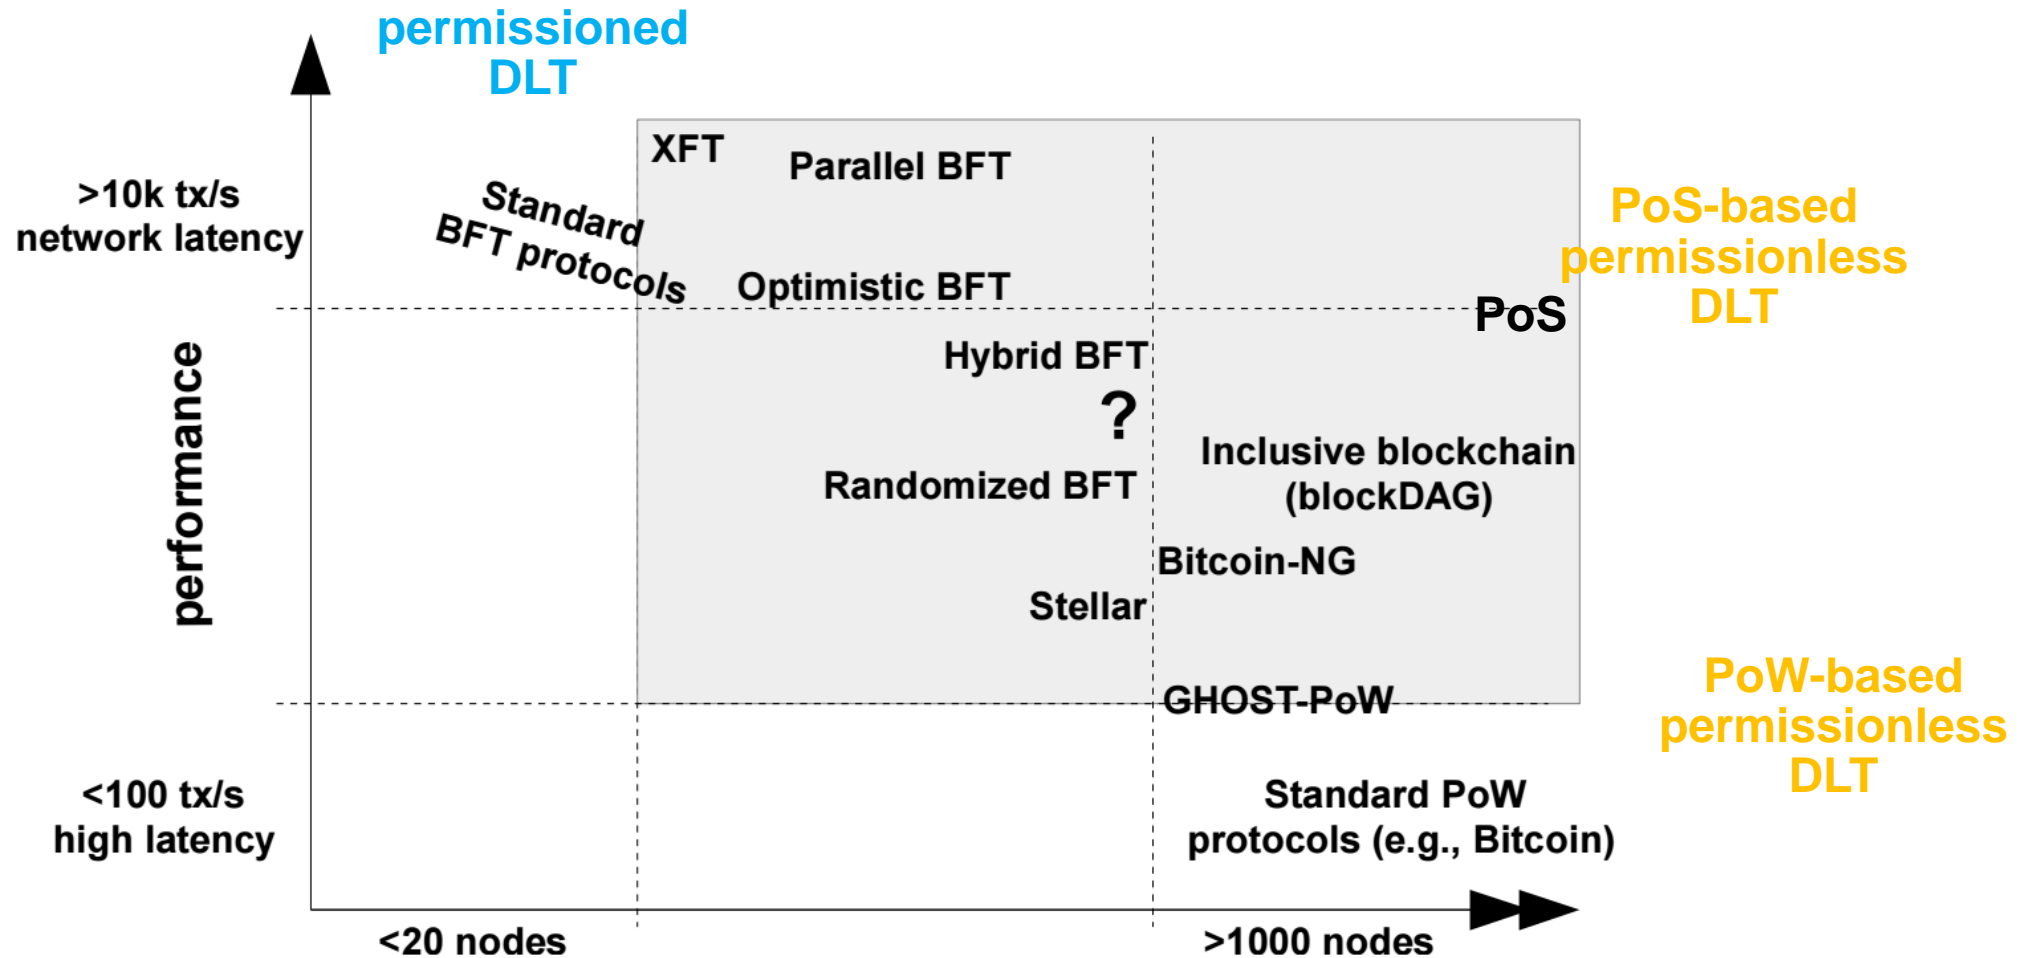 permissioned
DLT
XFT
Parallel BFT
>10k tx/s
network latency
Standard
BFT protocols
PoS-based
permissionless
DLT
Optimistic BFT
PoS
Hybrid BFT
?
performance
Inclusive blockchain
(blockDAG)
Randomized BFT
Bitcoin-NG
Stellar
GHOST-PoW
PoW-based
permissionless
DLT
<100 tx/s
high latency
Standard PoW
protocols (e.g., Bitcoin)
<20 nodes
>1000 nodes